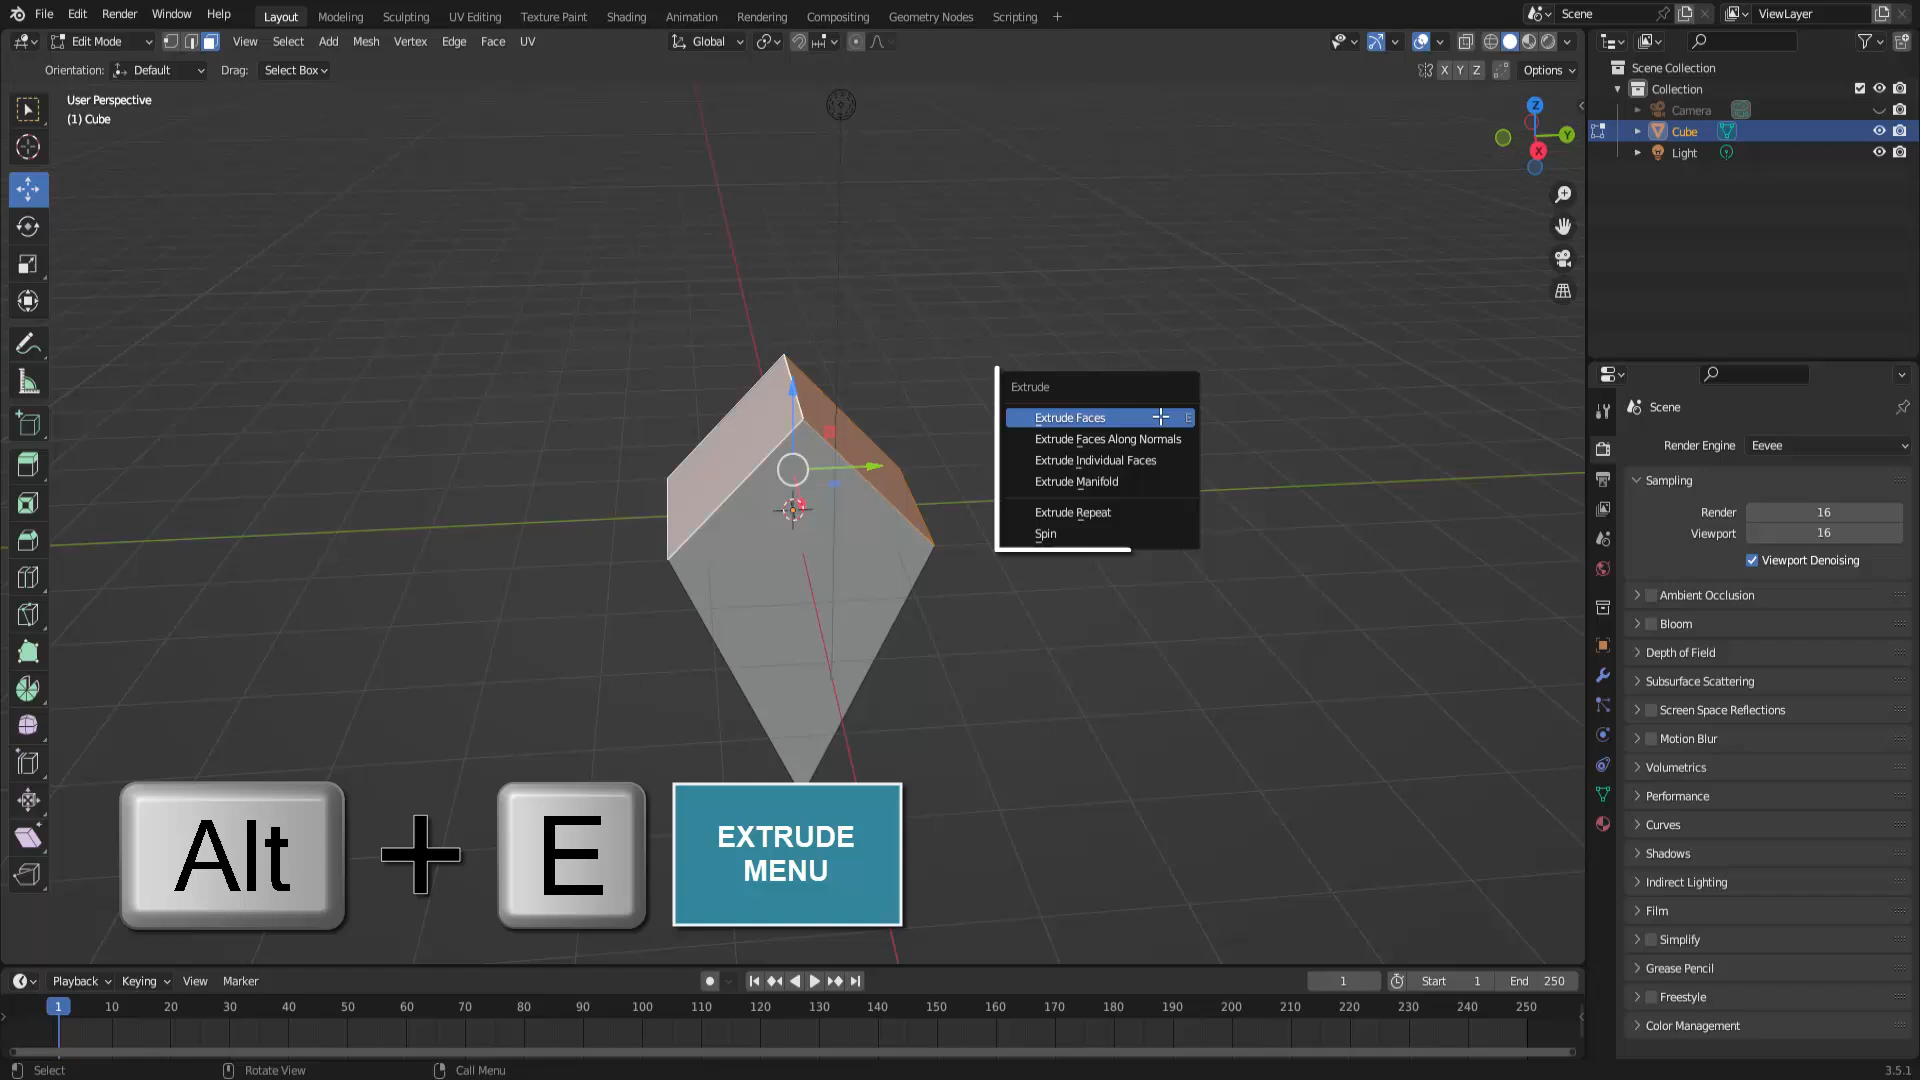 File Edit Render Window Help Layout Modeling Sculpting UV Editing Texture Paint Shading Animation Rendering Compositing Geometry Nodes Scripting + Scene ViewLayer
Edit Mode View Select Add Mesh Vertex Edge Face UV Global
Orientation: Default Drag: Select Box X Y Z Options
User Perspective
(1) Cube
Z
Y
X
Scene Collection
Collection
Camera
Cube
Light
Extrude
Extrude Faces E
Extrude Faces Along Normals
Extrude Individual Faces
Extrude Manifold
Extrude Repeat
Spin
Scene
Render Engine Eevee
Sampling
Render 16
Viewport 16
Viewport Denoising
Ambient Occlusion
Bloom
Depth of Field
Subsurface Scattering
Screen Space Reflections
Motion Blur
Volumetrics
Performance
Curves
Shadows
Indirect Lighting
Film
Simplify
Grease Pencil
Freestyle
Color Management
Alt + E
EXTRUDE
MENU
Playback Keying View Marker 1 Start 1 End 250
1 10 20 30 40 50 60 70 80 90 100 110 120 130 140 150 160 170 180 190 200 210 220 230 240 250
Select Rotate View Call Menu 3.5.1